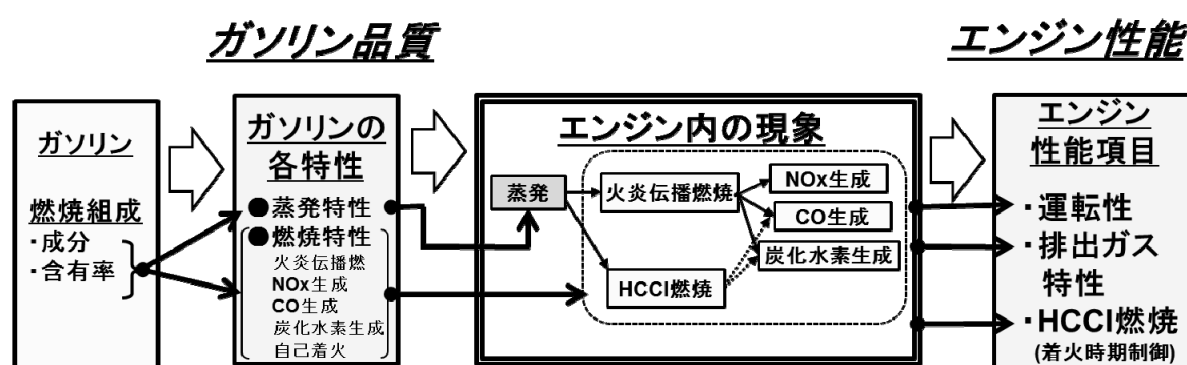 ガソリン品質
エンジン性能
ガソリン
燃焼組成
・成分
・含有率
ガソリンの
各特性
●蒸発特性
●燃焼特性
火炎伝播燃
NOx生成
CO生成
炭化水素生成
自己着火
エンジン内の現象
蒸発
火炎伝播燃焼
HCCI燃焼
NOx生成
CO生成
炭化水素生成
エンジン
性能項目
・運転性
・排出ガス
特性
・HCCI燃焼
(着火時期制御)